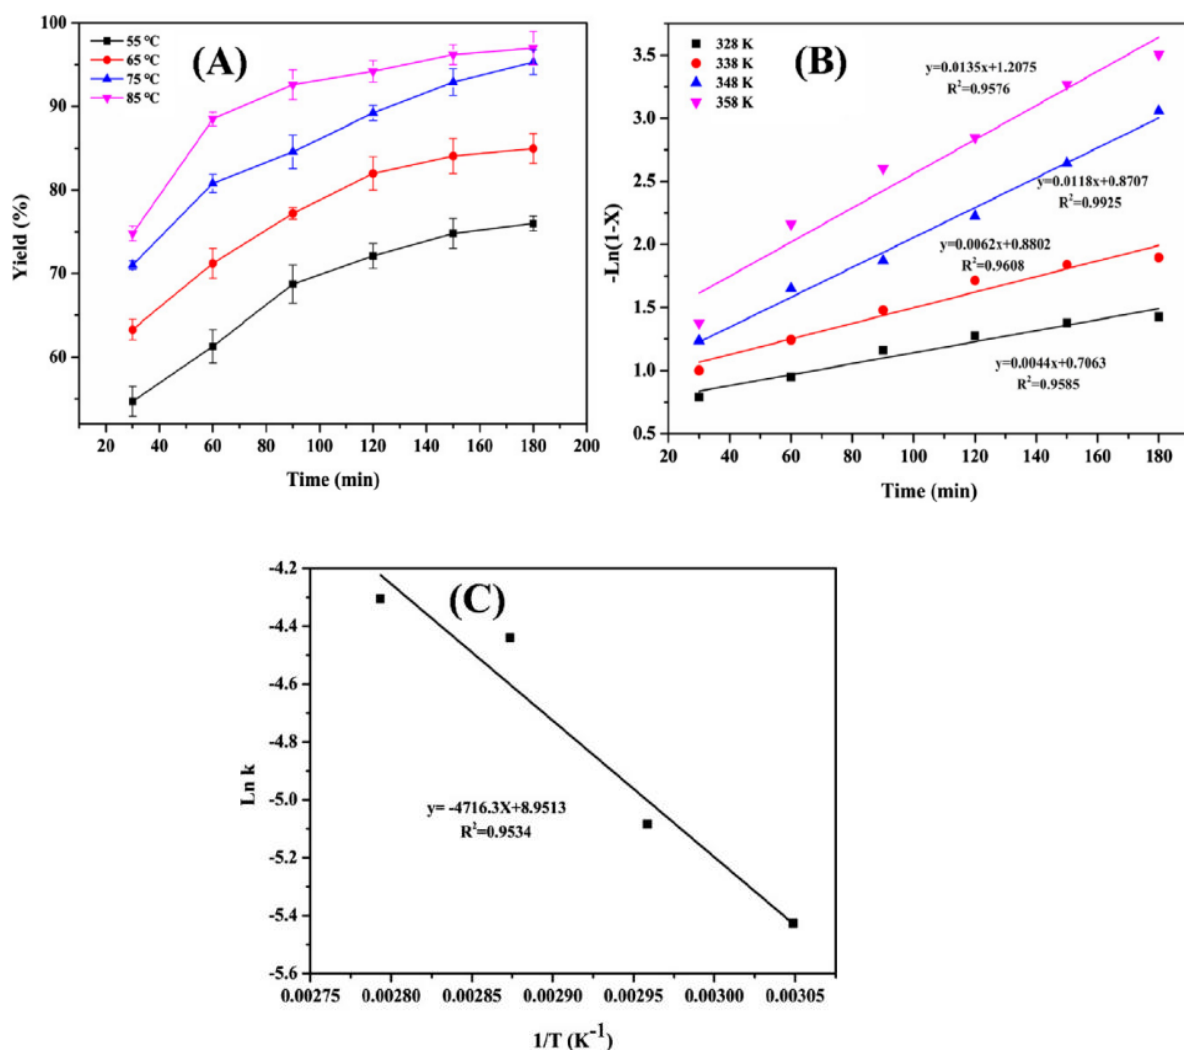 (A)
55 °C
65 °C
75 °C
85 °C
100
90
80
70
60
Yield (%)
20 40 60 80 100 120 140 160 180 200
Time (min)
(B)
328 K
338 K
348 K
358 K
y=0.0135x+1.2075
R²=0.9576
y=0.0118x+0.8707
R²=0.9925
y=0.0062x+0.8802
R²=0.9608
y=0.0044x+0.7063
R²=0.9585
3.5
3.0
2.5
2.0
1.5
1.0
0.5
-Ln(1-X)
20 40 60 80 100 120 140 160 180
Time (min)
(C)
-4.2
-4.4
-4.6
-4.8
-5.0
-5.2
-5.4
-5.6
Ln k
y= -4716.3X+8.9513
R²=0.9534
0.00275 0.00280 0.00285 0.00290 0.00295 0.00300 0.00305
1/T (K⁻¹)